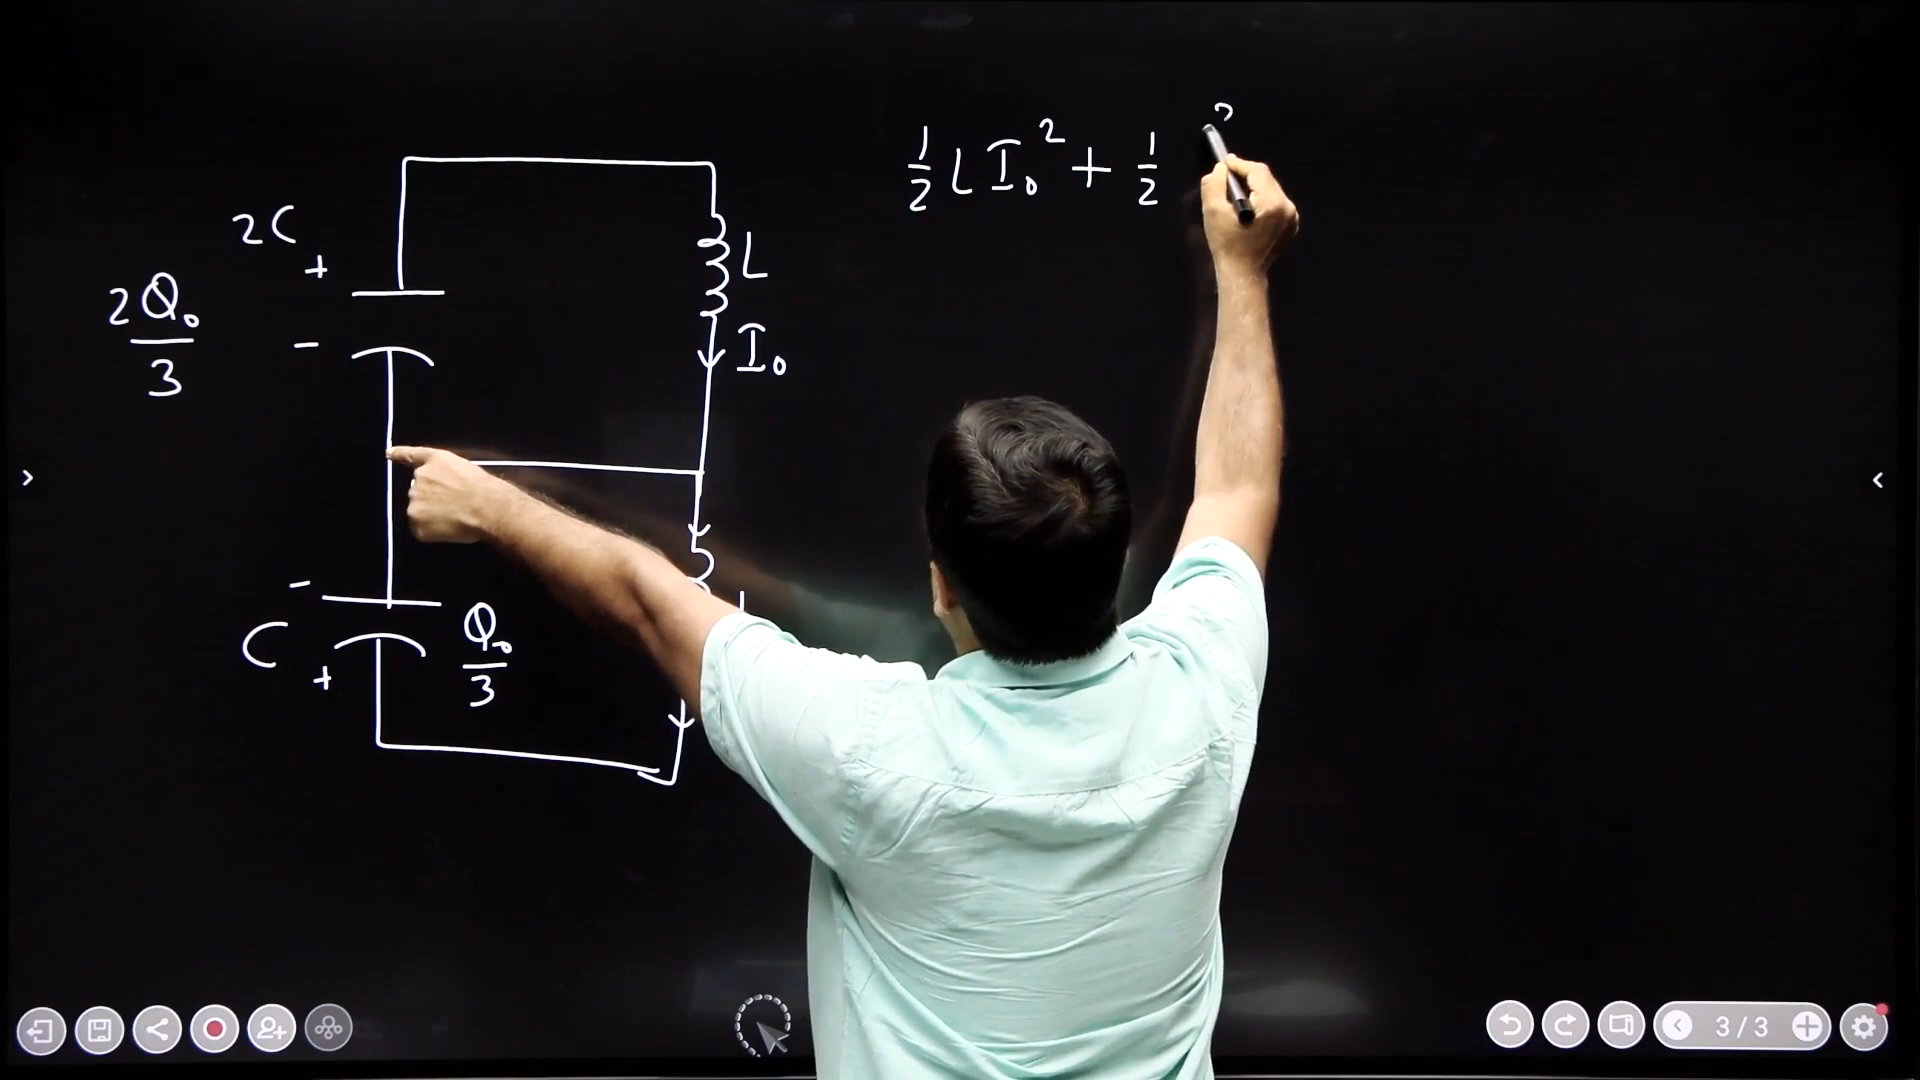 ½ L I₀² + ½
2C
+
L
2Q₀/3
-
I₀
-
C
Q₀/3
+
3/3